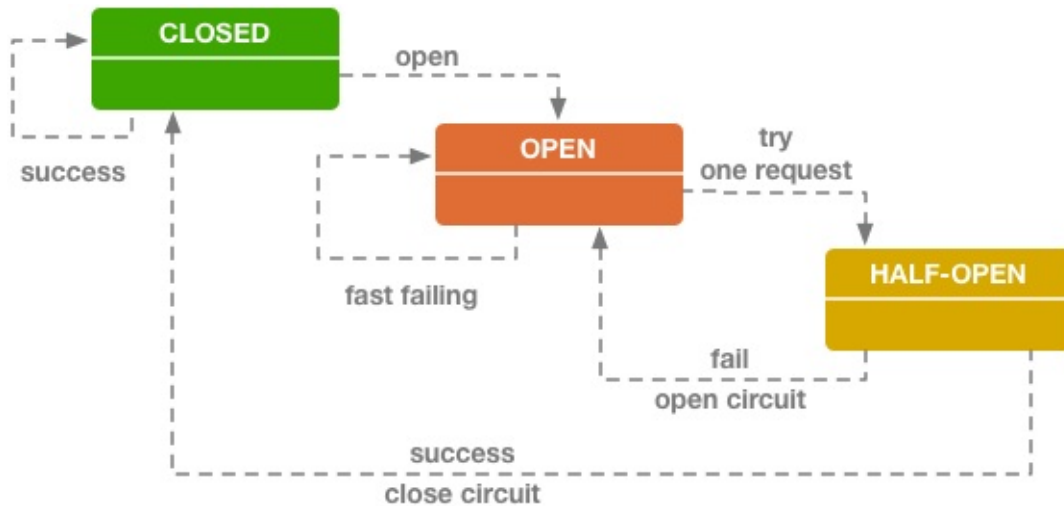 CLOSED
open
success
OPEN
try
one request
fast failing
HALF-OPEN
fail
open circuit
success
close circuit